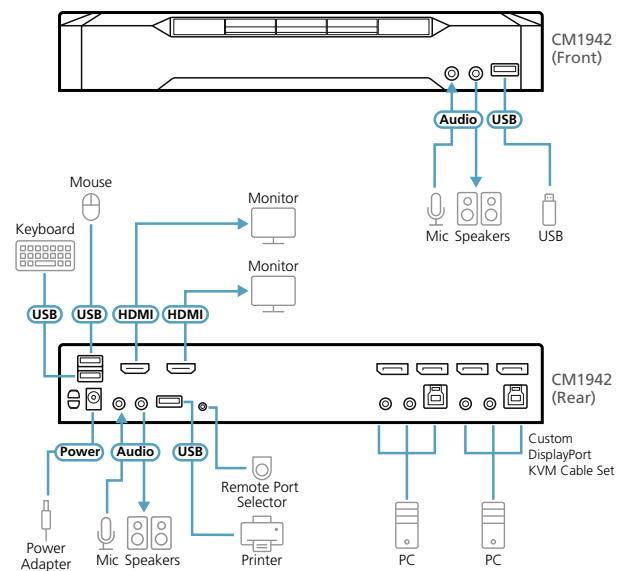 CM1942
(Front)
Audio
USB
Mic
Speakers
USB
Mouse
Keyboard
Monitor
Monitor
USB
USB
HDMI
HDMI
CM1942
(Rear)
Power
Audio
USB
Custom
DisplayPort
KVM Cable Set
Remote Port
Selector
Power
Adapter
Mic
Speakers
Printer
PC
PC